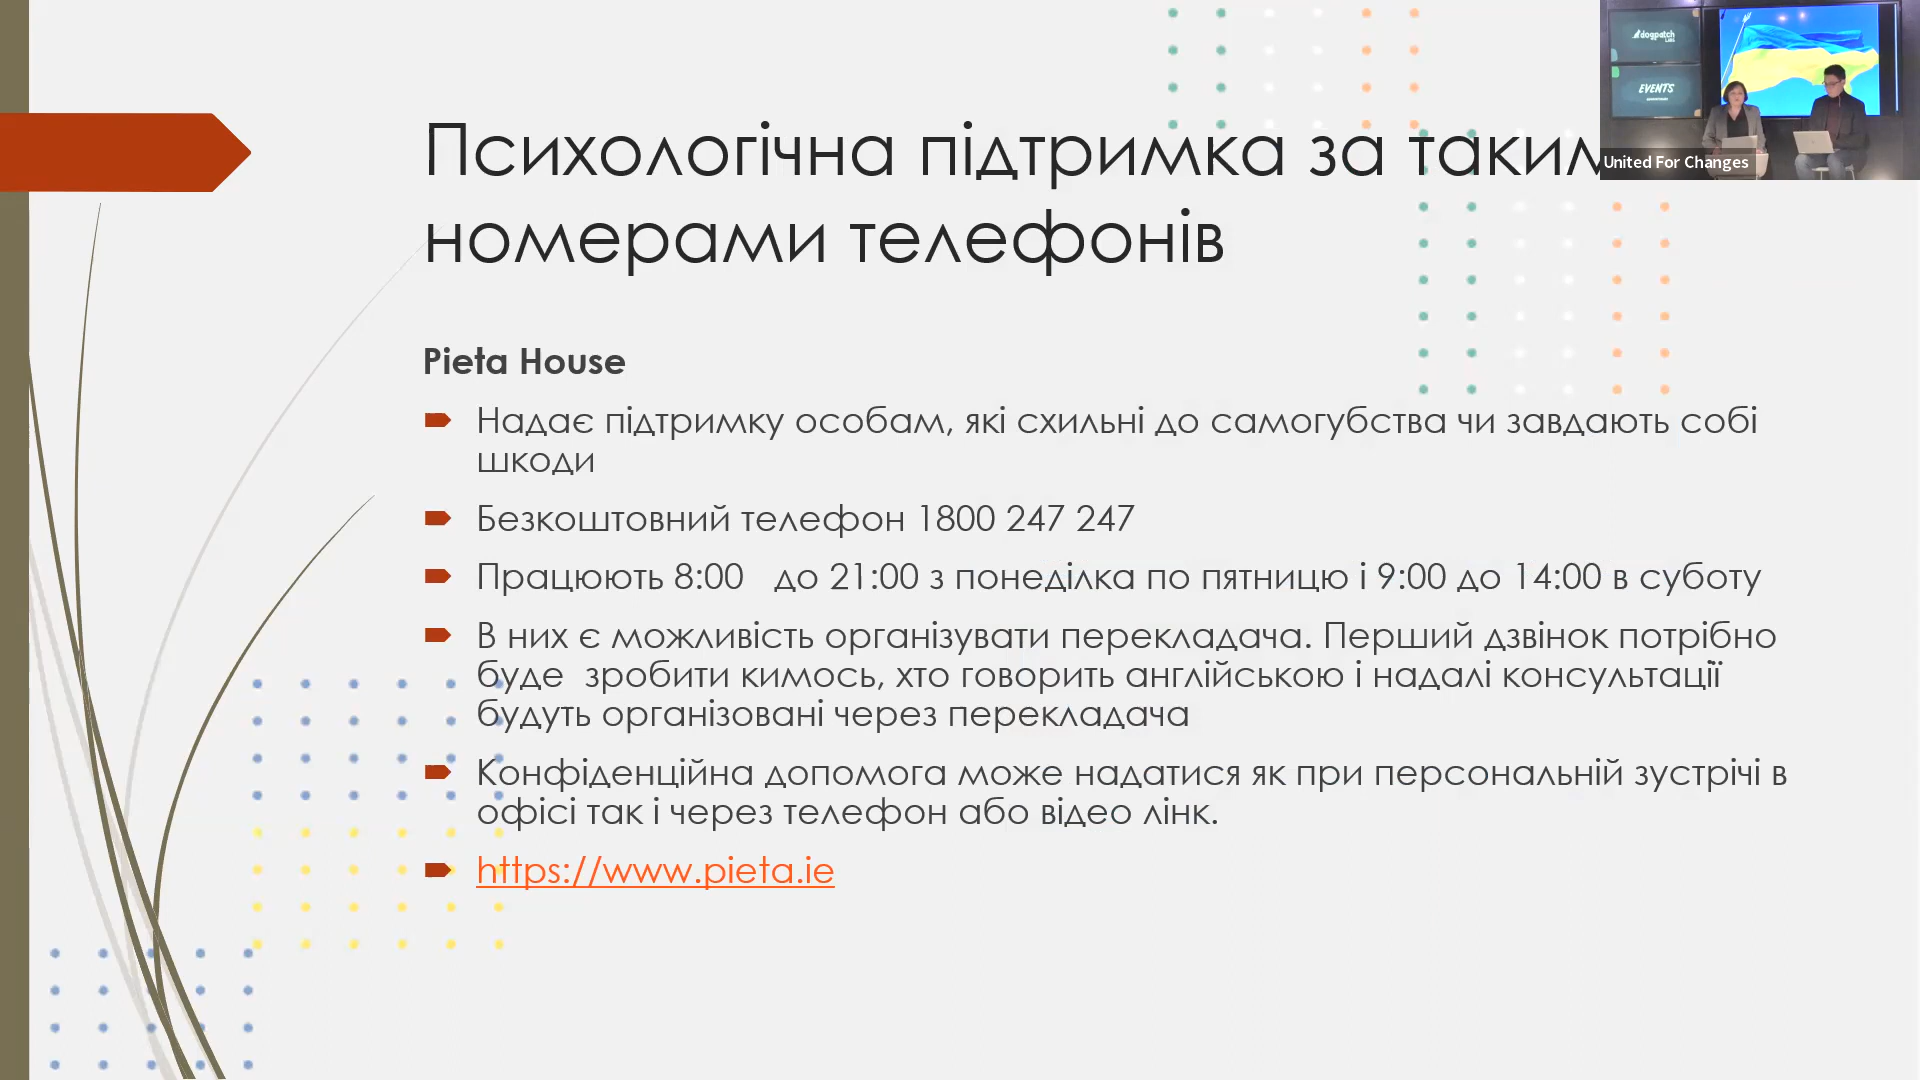 Психологічна підтримка за таким
номерами телефонів
dogpatch
LABS
EVENTS
United For Changes
Pieta House
Надає підтримку особам, які схильні до самогубства чи завдають собі
шкоди
Безкоштовний телефон 1800 247 247
Працюють 8:00 до 21:00 з понеділка по пятницю і 9:00 до 14:00 в суботу
В них є можливість організувати перекладача. Перший дзвінок потрібно
буде зробити кимось, хто говорить англійською і надалі консультації
будуть організовані через перекладача
Конфіденційна допомога може надатися як при персональній зустрічі в
офісі так і через телефон або відео лінк.
https://www.pieta.ie